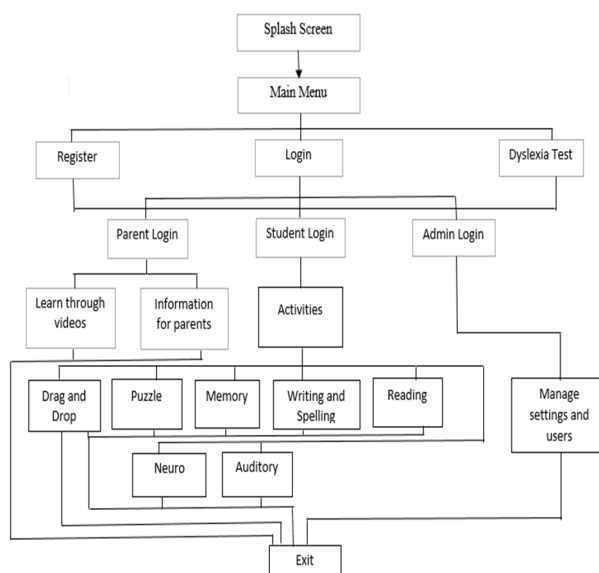 Splash Screen
Main Menu
Register
Login
Dyslexia Test
Parent Login
Student Login
Admin Login
Learn through
videos
Information
for parents
Activities
Drag and
Drop
Puzzle
Memory
Writing and
Spelling
Reading
Manage
settings and
users
Neuro
Auditory
Exit